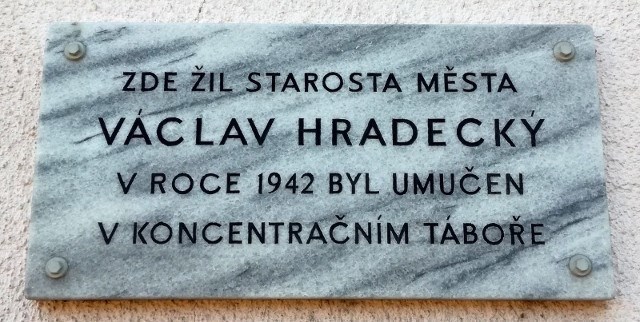 ZDE ŽIL STAROSTA MĚSTA
VÁCLAV HRADECKÝ
V ROCE 1942 BYL UMUČEN
V KONCENTRAČNÍM TÁBOŘE